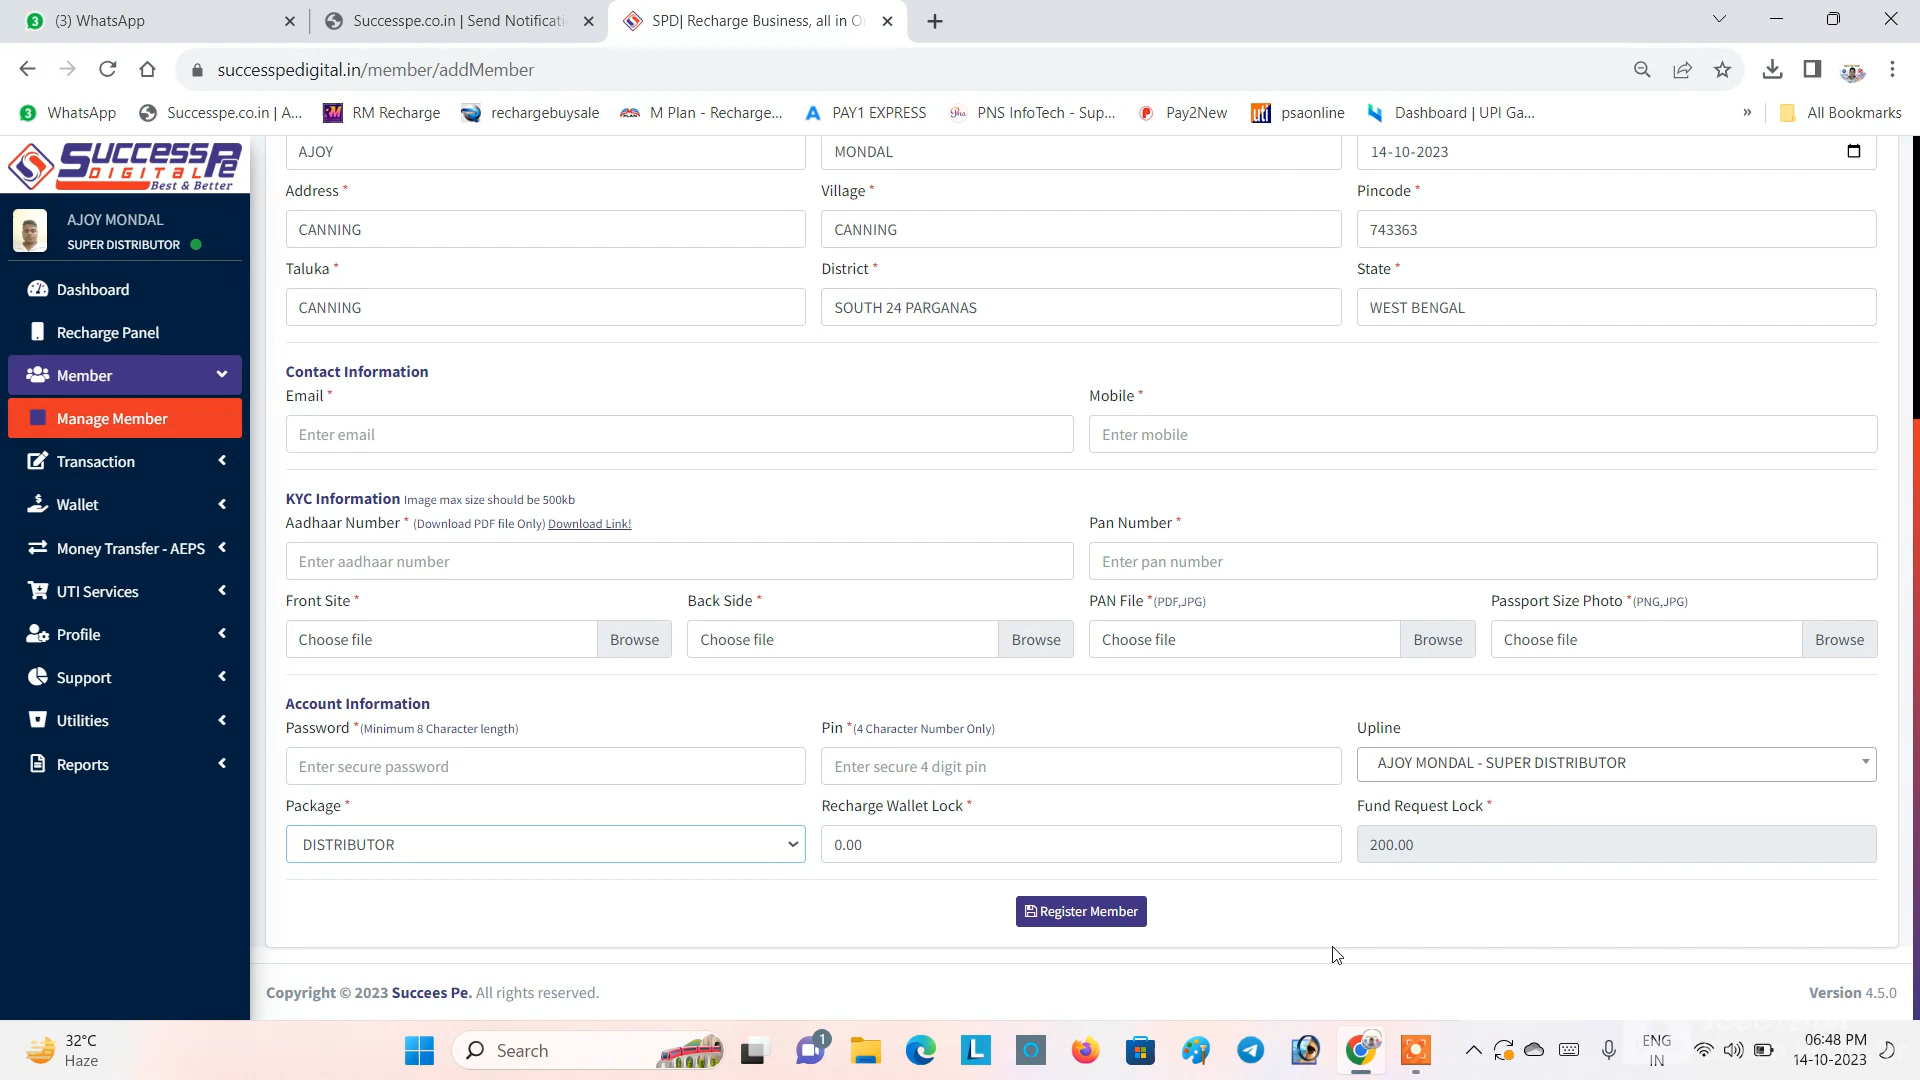 (3) WhatsApp
Successpe.co.in | Send Notificati
SPD| Recharge Business, all in O
successpedigital.in/member/addMember
WhatsApp
Successpe.co.in | A...
RM Recharge
rechargebuysale
M Plan - Recharge...
PAY1 EXPRESS
PNS InfoTech - Sup...
Pay2New
psaonline
Dashboard | UPI Ga...
»
All Bookmarks
SUCCESS PE
DIGITAL
Best & Better
AJOY MONDAL
SUPER DISTRIBUTOR
Dashboard
Recharge Panel
Member
Manage Member
Transaction
Wallet
Money Transfer - AEPS
UTI Services
Profile
Support
Utilities
Reports
AJOY
MONDAL
14-10-2023
Address *
Village *
Pincode *
CANNING
CANNING
743363
Taluka *
District *
State *
CANNING
SOUTH 24 PARGANAS
WEST BENGAL
Contact Information
Email *
Mobile *
Enter email
Enter mobile
KYC Information Image max size should be 500kb
Aadhaar Number * (Download PDF file Only) Download Link!
Pan Number *
Enter aadhaar number
Enter pan number
Front Site *
Back Side *
PAN File *(PDF,JPG)
Passport Size Photo *(PNG,JPG)
Choose file Browse
Choose file Browse
Choose file Browse
Choose file Browse
Account Information
Password *(Minimum 8 Character length)
Pin *(4 Character Number Only)
Upline
Enter secure password
Enter secure 4 digit pin
AJOY MONDAL - SUPER DISTRIBUTOR
Package *
Recharge Wallet Lock *
Fund Request Lock *
DISTRIBUTOR
0.00
200.00
Register Member
Copyright © 2023 Succees Pe. All rights reserved.
Version 4.5.0
32°C
Haze
Search
1
ENG
IN
06:48 PM
14-10-2023